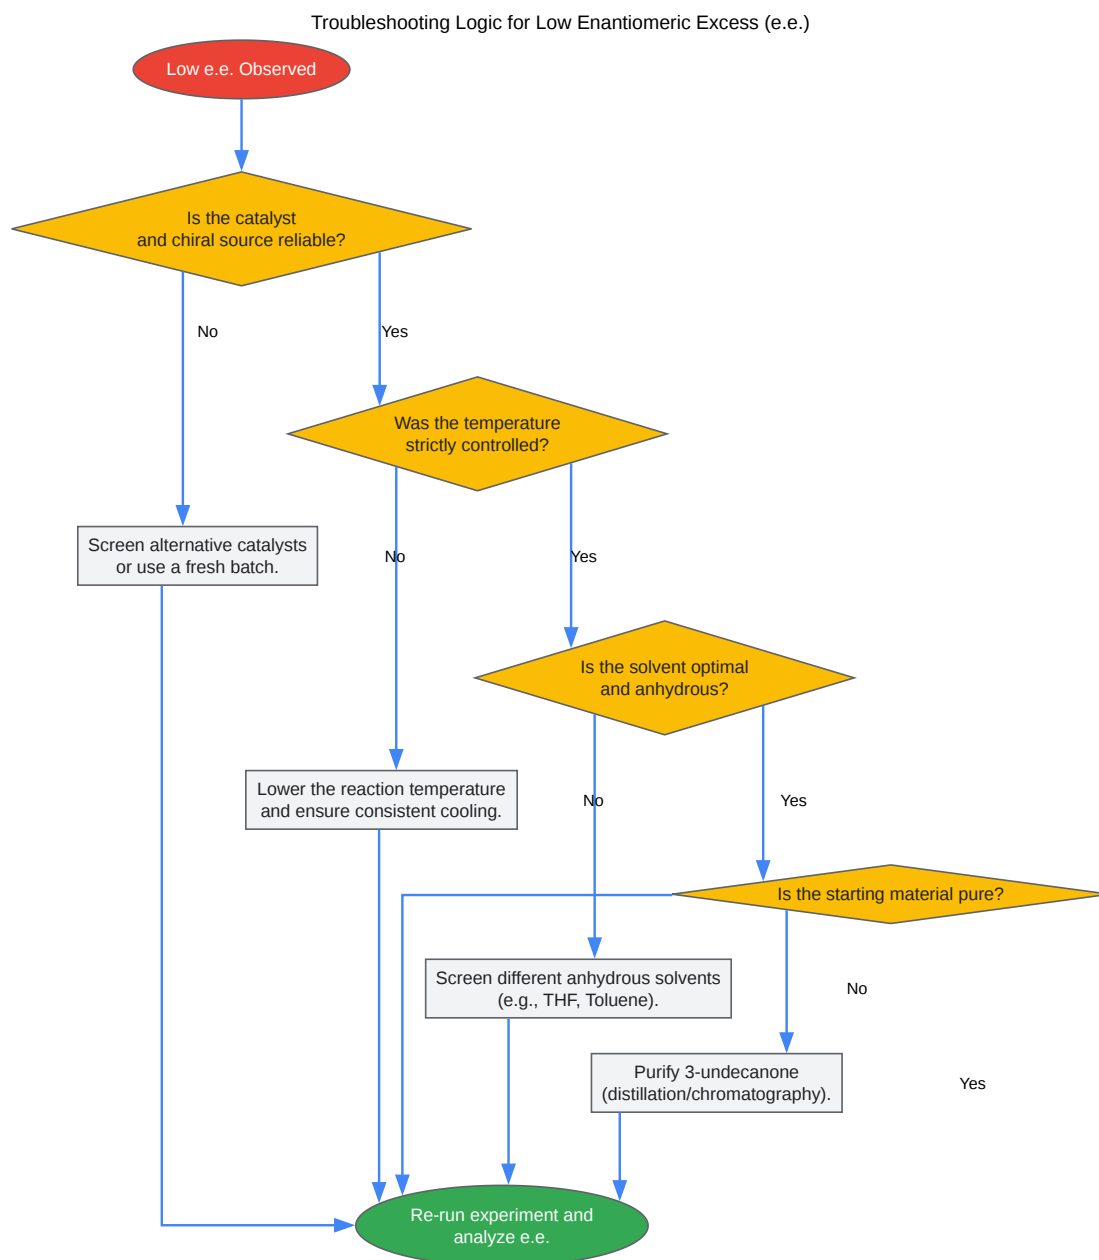 Troubleshooting Logic for Low Enantiomeric Excess (e.e.)
Low e.e. Observed
Is the catalyst
and chiral source reliable?
No
Yes
Was the temperature
strictly controlled?
Screen alternative catalysts
or use a fresh batch.
No
Yes
Is the solvent optimal
and anhydrous?
Lower the reaction temperature
and ensure consistent cooling.
No
Yes
Is the starting material pure?
Screen different anhydrous solvents
(e.g., THF, Toluene).
No
Purify 3-undecanone
(distillation/chromatography).
Yes
Re-run experiment and
analyze e.e.